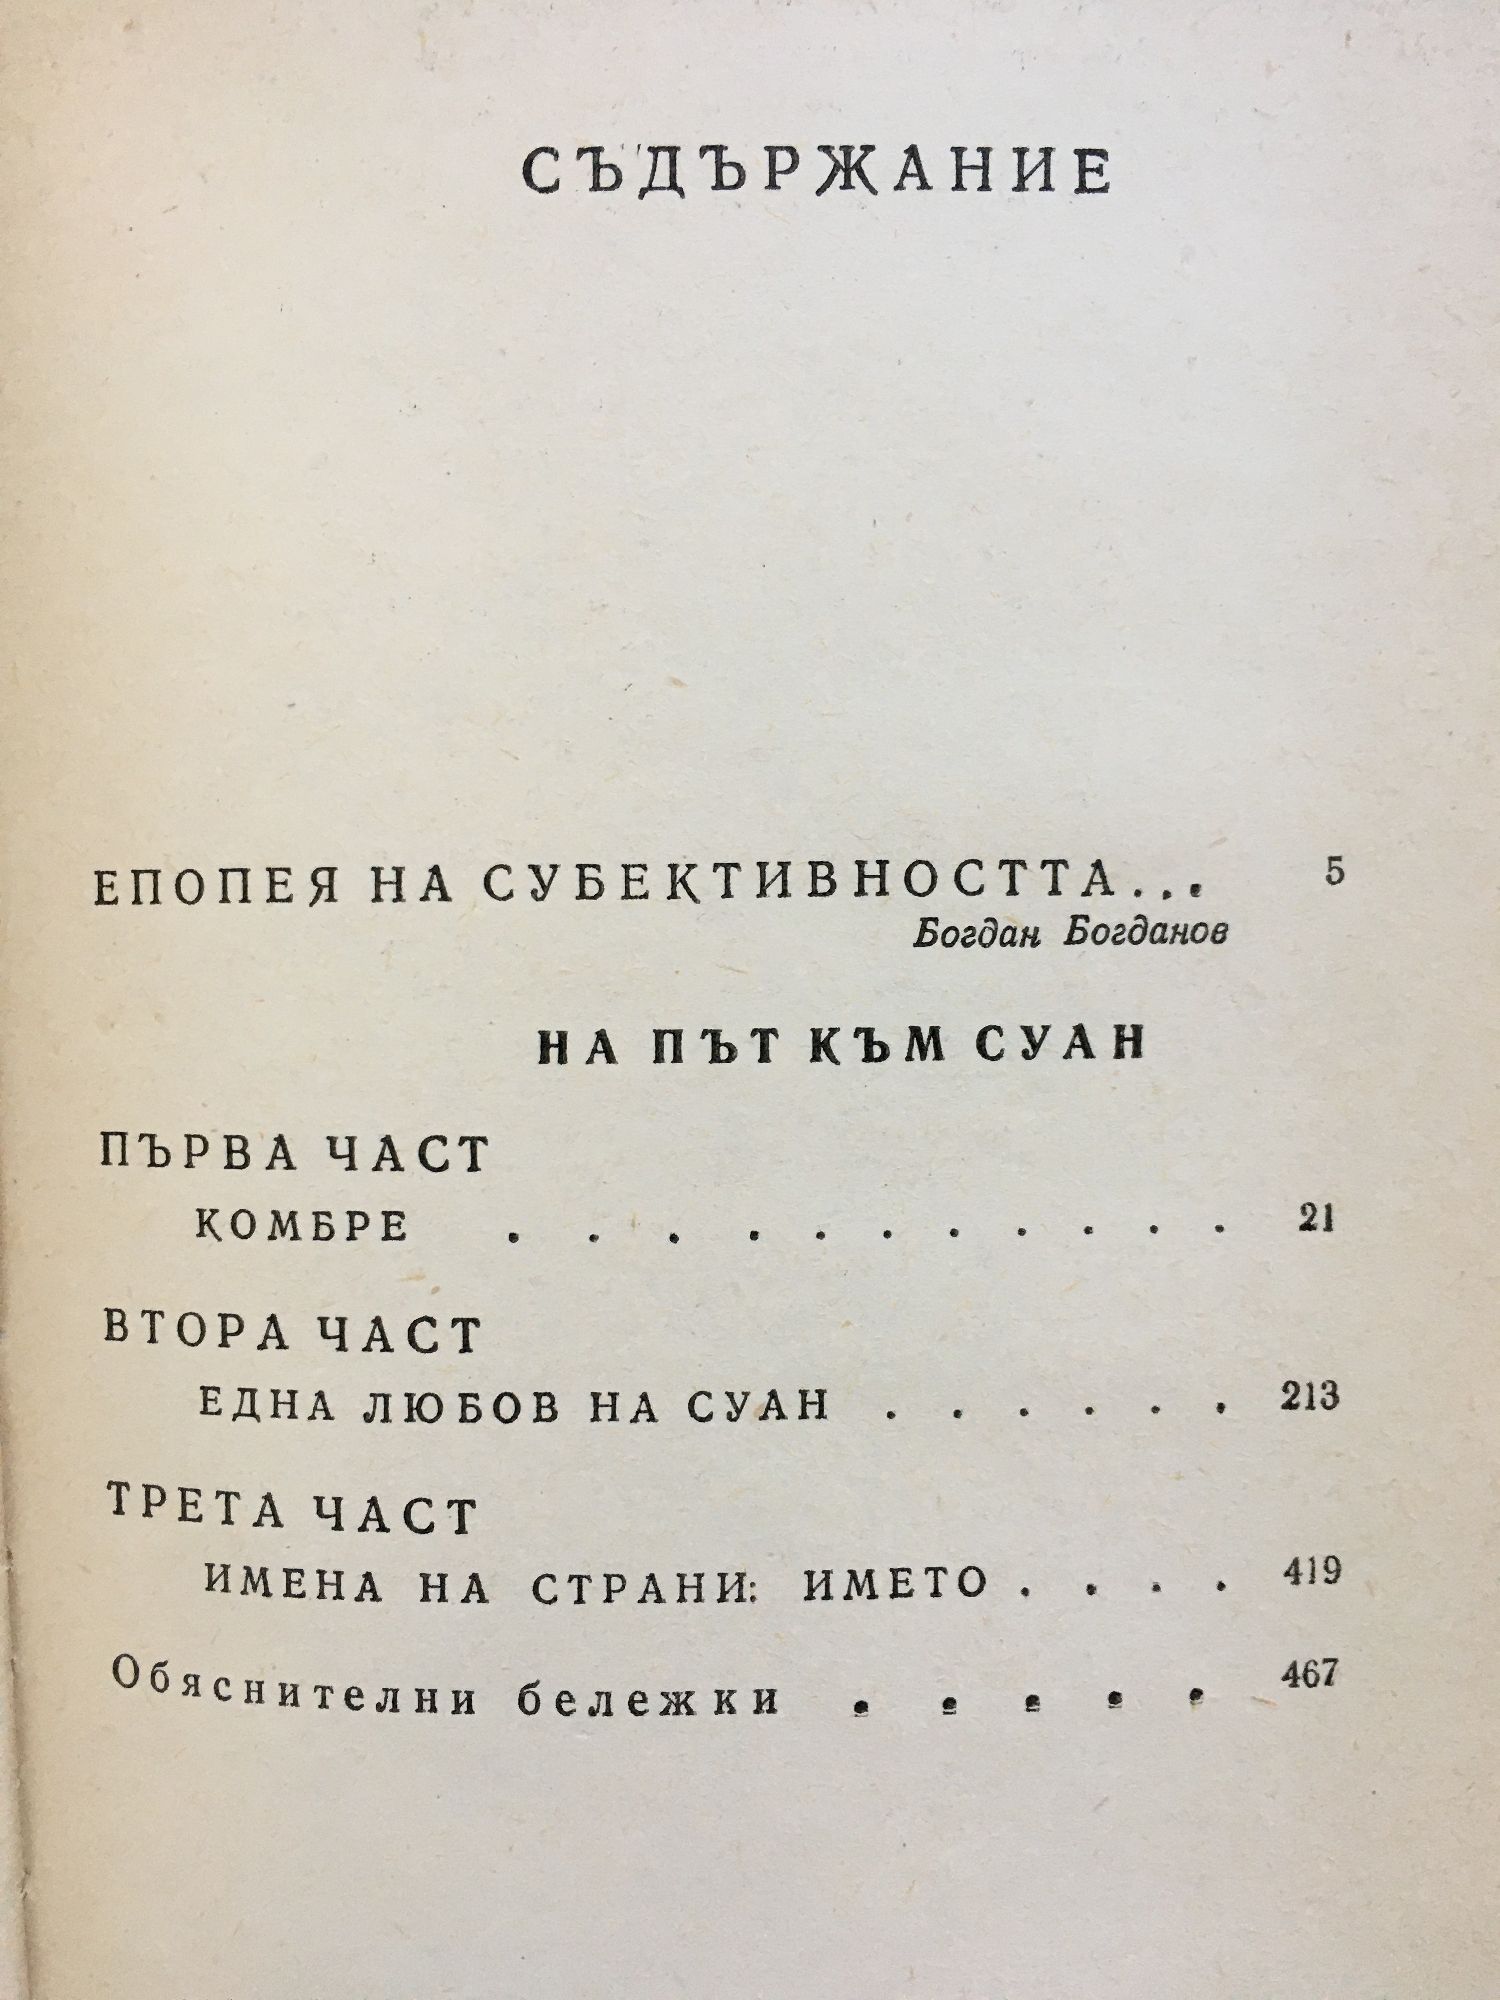 СЪДЪРЖАНИЕ
ЕПОПЕЯ НА СУБЕКТИВНОСТТА... 5
Богдан Богданов
НА ПЪТ КЪМ СУАН
ПЪРВА ЧАСТ
КОМБРЕ . . . . . . . . . . . 21
ВТОРА ЧАСТ
ЕДНА ЛЮБОВ НА СУАН . . . . . . 213
ТРЕТА ЧАСТ
ИМЕНА НА СТРАНИ: ИМЕТО . . . . 419
Обяснителни бележки . . . . . 467